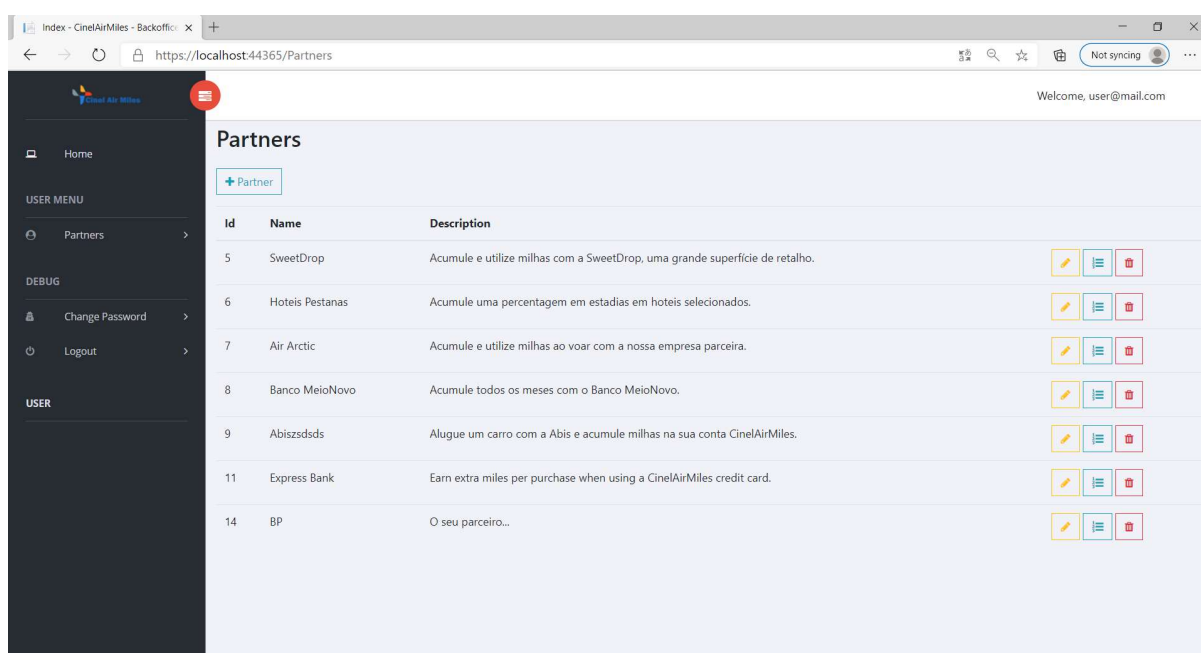 Index - CinelAirMiles - Backoffic
https://localhost:44365/Partners
Not syncing
Cinel Air Miles
Welcome, user@mail.com
Home
USER MENU
Partners
DEBUG
Change Password
Logout
USER
Partners
+ Partner
Id Name Description
5 SweetDrop Acumule e utilize milhas com a SweetDrop, uma grande superfície de retalho.
6 Hoteis Pestanas Acumule uma percentagem em estadias em hoteis selecionados.
7 Air Arctic Acumule e utilize milhas ao voar com a nossa empresa parceira.
8 Banco MeioNovo Acumule todos os meses com o Banco MeioNovo.
9 Abiszsdsds Alugue um carro com a Abis e acumule milhas na sua conta CinelAirMiles.
11 Express Bank Earn extra miles per purchase when using a CinelAirMiles credit card.
14 BP O seu parceiro...